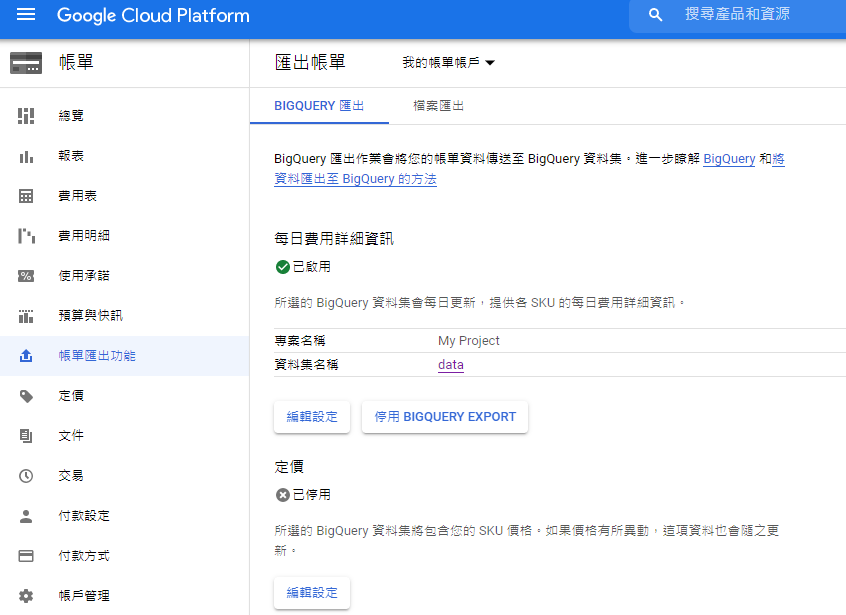 Google Cloud Platform
搜尋產品和資源
帳單
匯出帳單
我的帳單帳戶
BIGQUERY 匯出
檔案匯出
總覽
報表
費用表
費用明細
使用承諾
預算與快訊
帳單匯出功能
定價
文件
交易
付款設定
付款方式
帳戶管理
BigQuery 匯出作業會將您的帳單資料傳送至 BigQuery 資料集。進一步瞭解 BigQuery 和將
資料匯出至 BigQuery 的方法
每日費用詳細資訊
已啟用
所選的 BigQuery 資料集會每日更新，提供各 SKU 的每日費用詳細資訊。
專案名稱 My Project
資料集名稱 data
編輯設定
停用 BIGQUERY EXPORT
定價
已停用
所選的 BigQuery 資料集將包含您的 SKU 價格。如果價格有所異動，這項資料也會隨之更
新。
編輯設定